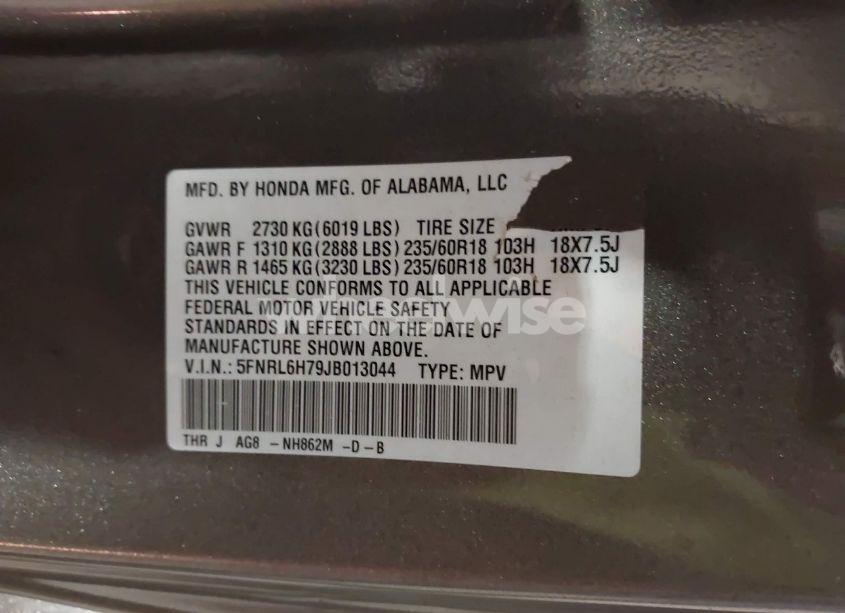 MFD. BY HONDA MFG. OF ALABAMA, LLC
GVWR 2730 KG (6019 LBS) TIRE SIZE
GAWR F 1310 KG (2888 LBS) 235/60R18 103H 18X7.5J
GAWR R 1465 KG (3230 LBS) 235/60R18 103H 18X7.5J
THIS VEHICLE CONFORMS TO ALL APPLICABLE
FEDERAL MOTOR VEHICLE SAFETY
STANDARDS IN EFFECT ON THE DATE OF
MANUFACTURE SHOWN ABOVE.
V.I.N.: 5FNRL6H79JB013044 TYPE: MPV
THR J AG8 -NH862M -D-B